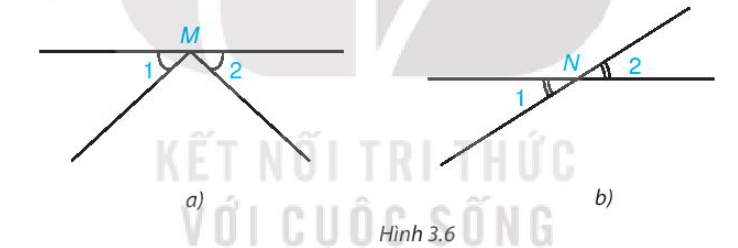 M
1 2
N
1 2
KẾT NỐI TRI THỨC
VỚI CUỘC SỐNG
a)
b)
Hình 3.6